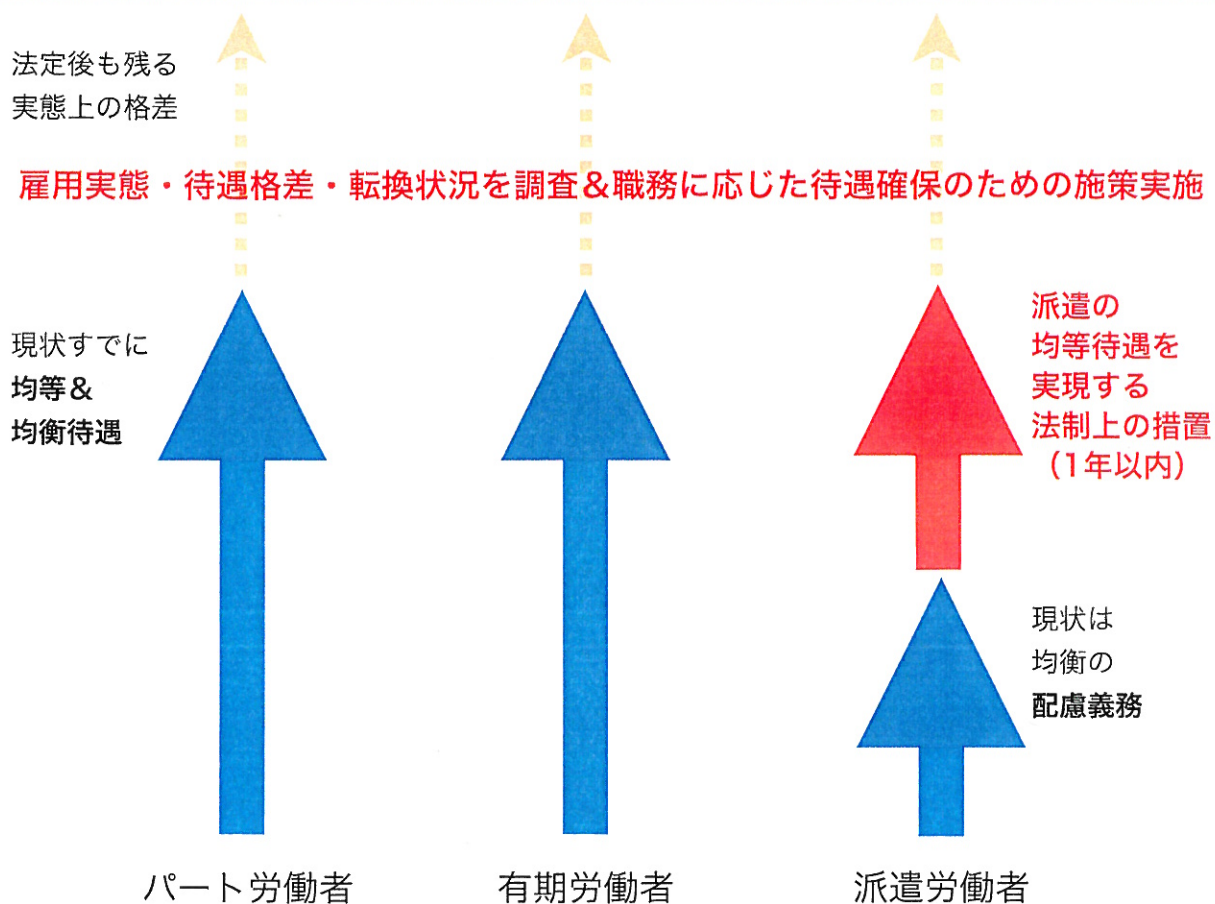 法定後も残る
実態上の格差
雇用実態・待遇格差・転換状況を調査＆職務に応じた待遇確保のための施策実施
現状すでに
均等＆
均衡待遇
派遣の
均等待遇を
実現する
法制上の措置
（1年以内）
現状は
均衡の
配慮義務
パート労働者
有期労働者
派遣労働者